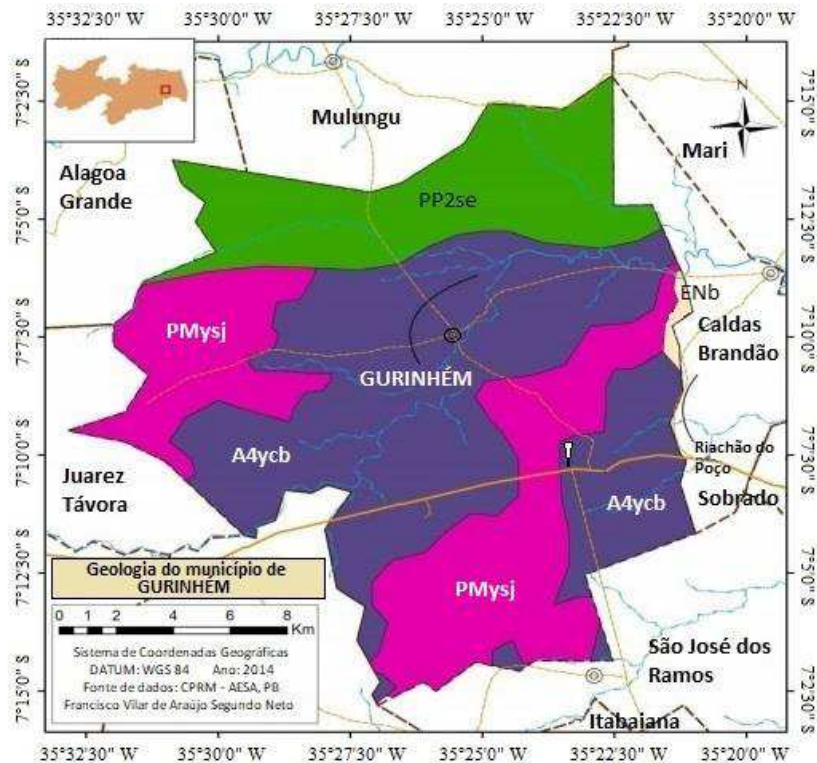 35°32'30" W 35°30'0" W 35°27'30" W 35°25'0" W 35°22'30" W 35°20'0" W
7°2'30" S
7°5'0" S
7°7'30" S
7°10'0" S
7°12'30" S
7°15'0" S
7°15'0" S
7°12'30" S
7°10'0" S
7°7'30" S
7°5'0" S
7°2'30" S
N
Mulungu
Mari
Alagoa
Grande
PP2se
ENb
PMysj
Caldas
Brandão
GURINHÉM
A4ycb
Riachão do
Poço
Juarez
Távora
Sobrado
A4ycb
Geologia do município de
GURINHÉM
PMysj
0 1 2 4 6 8
Km
Sistema de Coordenadas Geográficas
DATUM: WGS 84 Ano: 2014
Fonte de dados: CPRM - AESA, PB
Francisco Vilar de Araújo Segundo Neto
São José dos
Ramos
Itabaiana
35°32'30" W 35°30'0" W 35°27'30" W 35°25'0" W 35°22'30" W 35°20'0" W